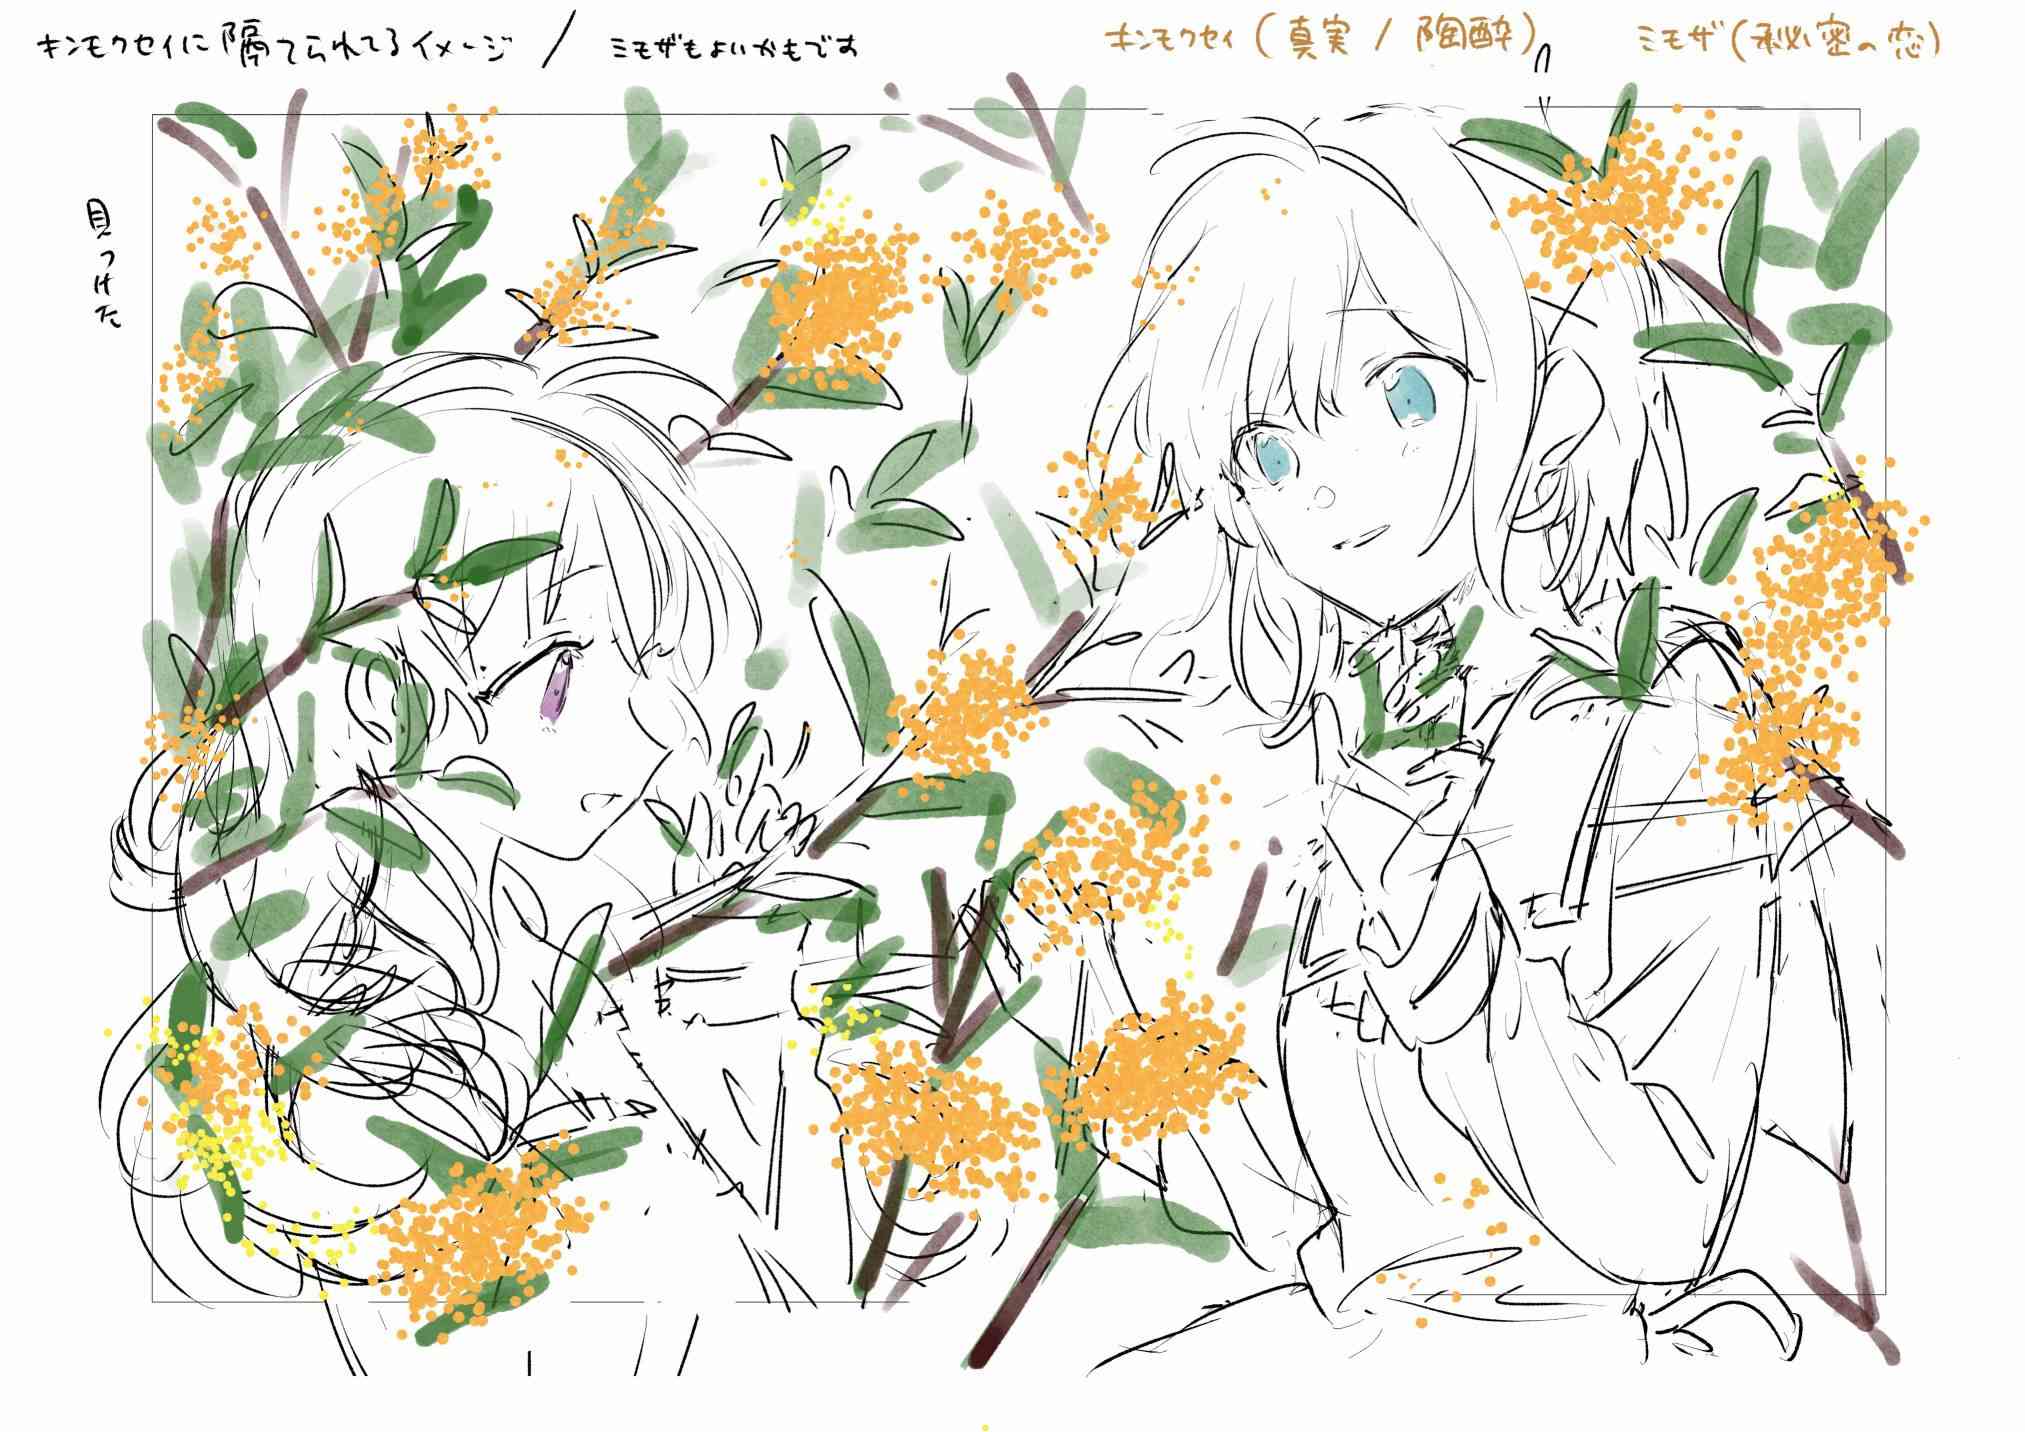 キンモクセイに隔てられてるイメージ / ミモザもよいかもです
キンモクセイ(真実 / 陶酔)
ミモザ(秘密の恋)
見つけた